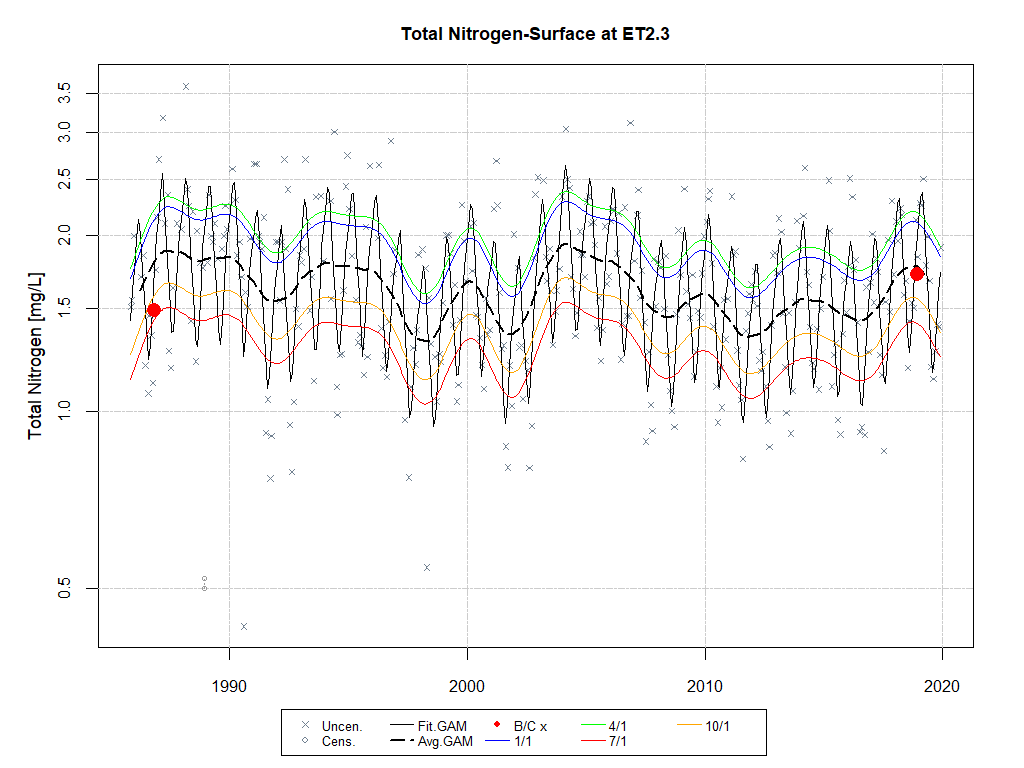 Total Nitrogen-Surface at ET2.3
Total Nitrogen [mg/L]
3.5
3.0
2.5
2.0
1.5
1.0
0.5
1990 2000 2010 2020
Uncen. Fit.GAM B/C x 4/1 10/1
Cens. Avg.GAM 1/1 7/1